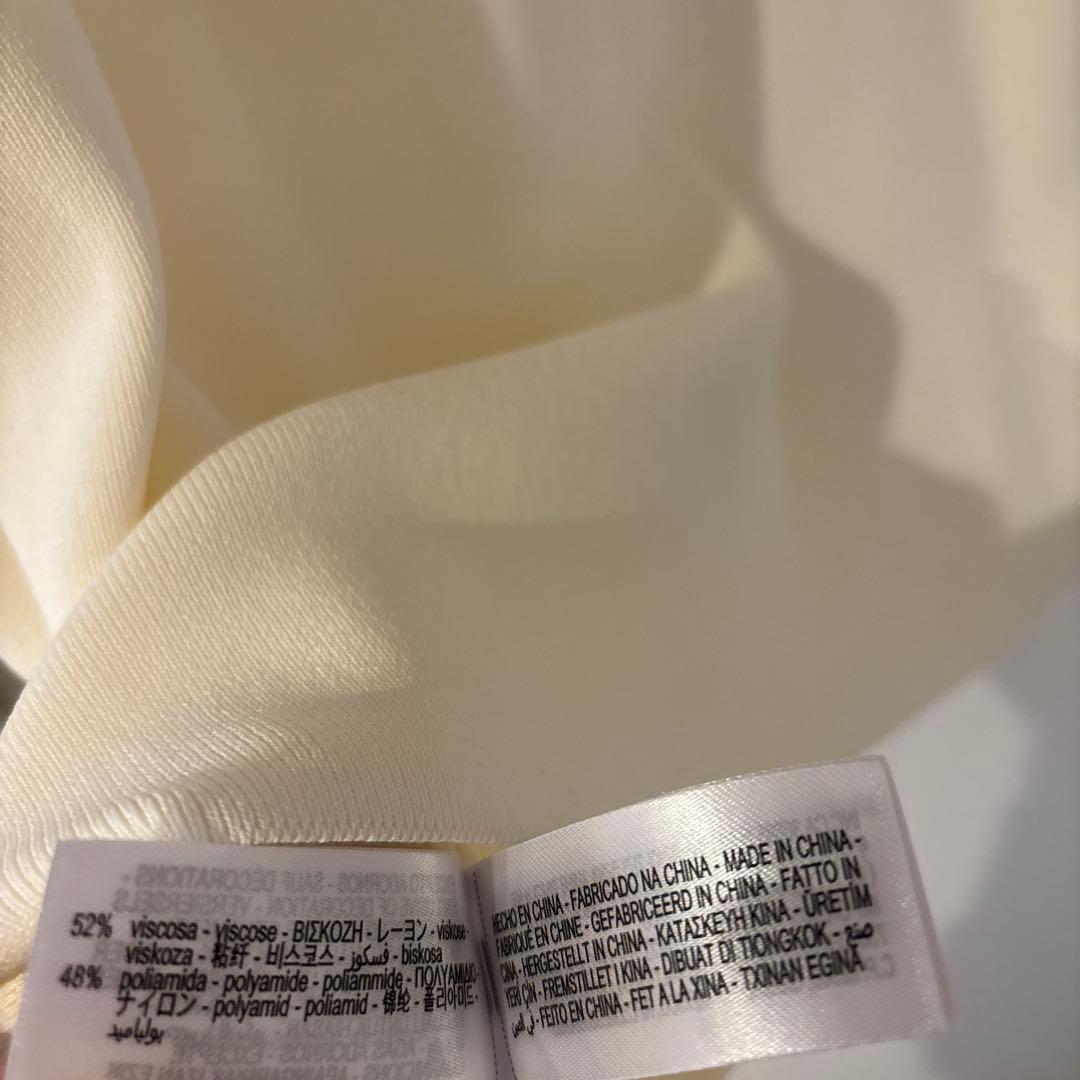 52% viscosa - viscose - ΒΙΣΚΟΖΗ - レーヨン - viskose -
viskoza - 粘纤 - 비스코스 - فسكوز - biskosa
48% poliamida - polyamide - poliammide - ΠΟΛΥΑΜΙΔΙΟ -
ナイロン - polyamid - poliamid - 锦纶 - 폴리아미드 -
بولياميد
HECHO EN CHINA - FABRICADO NA CHINA - MADE IN CHINA -
FABRIQUÉ EN CHINE - GEFABRICEERD IN CHINA - FATTO IN
CINA - HERGESTELLT IN CHINA - ΚΑΤΑΣΚΕΥΗ ΚΙΝΑ - ÜRETİM
YERİ ÇİN - FREMSTILLET I KINA - DIBUAT DI TIONGKOK - صنع
في الصين - FEITO EN CHINA - FET A LA XINA - TXINAN EGINA